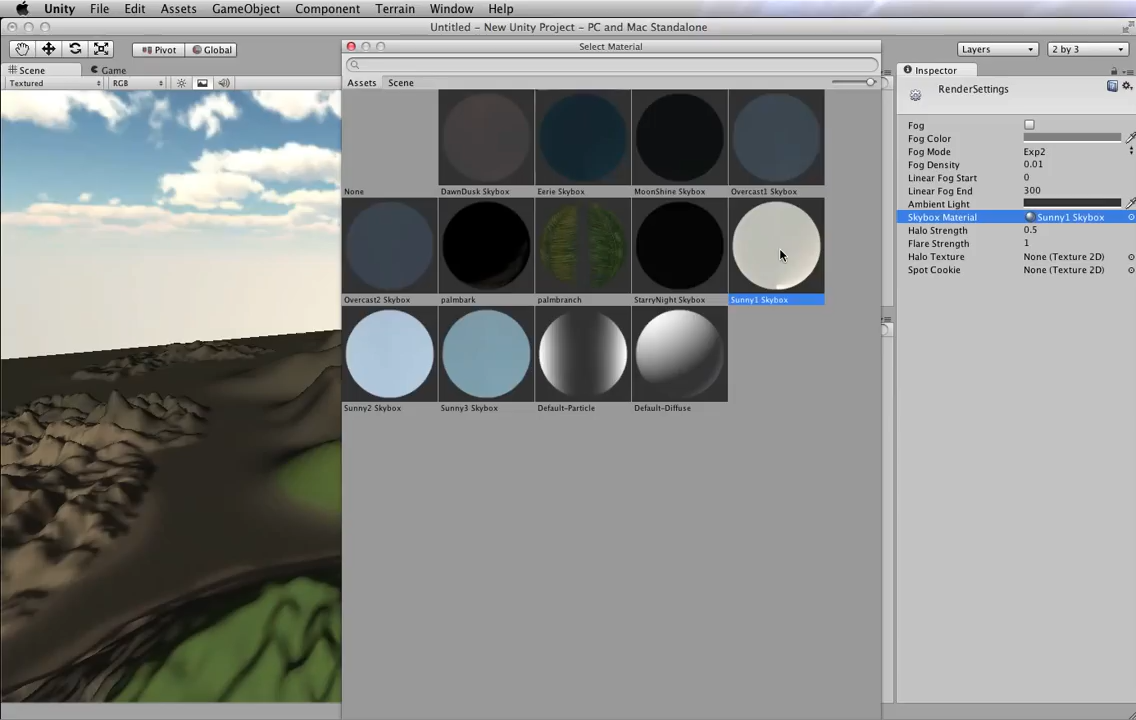 Unity File Edit Assets GameObject Component Terrain Window Help
Untitled - New Unity Project - PC and Mac Standalone
Pivot Global Layers 2 by 3
Select Material
Scene Game
Textured RGB
Assets Scene
None DawnDusk Skybox Eerie Skybox MoonShine Skybox Overcast1 Skybox
Overcast2 Skybox palmbark palmbranch StarryNight Skybox Sunny1 Skybox
Sunny2 Skybox Sunny3 Skybox Default-Particle Default-Diffuse
Inspector
RenderSettings
Fog
Fog Color
Fog Mode Exp2
Fog Density 0.01
Linear Fog Start 0
Linear Fog End 300
Ambient Light
Skybox Material Sunny1 Skybox
Halo Strength 0.5
Flare Strength 1
Halo Texture None (Texture 2D)
Spot Cookie None (Texture 2D)